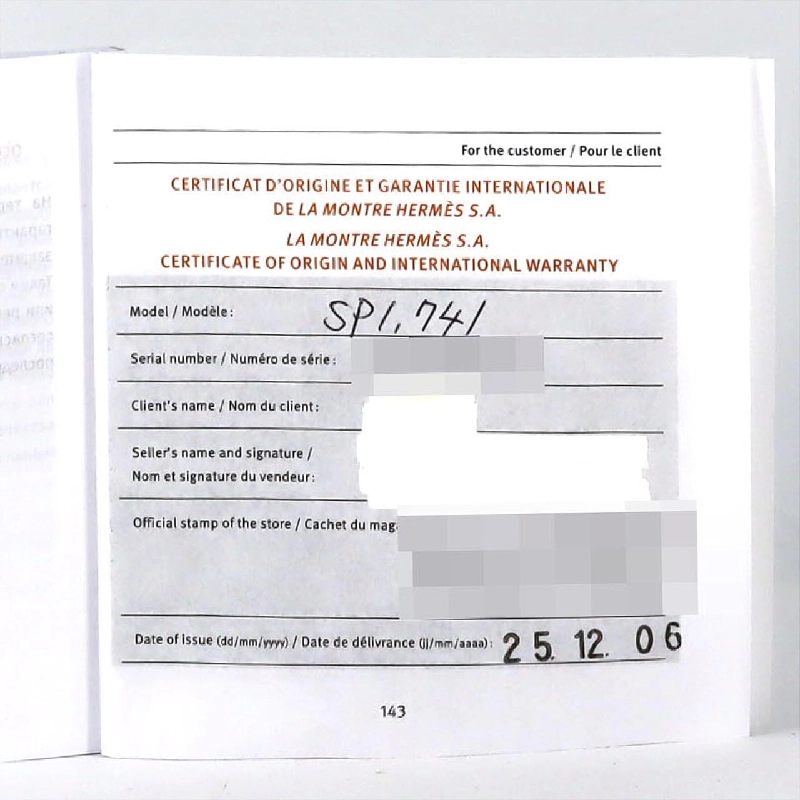 For the customer / Pour le client
CERTIFICAT D'ORIGINE ET GARANTIE INTERNATIONALE
DE LA MONTRE HERMÈS S.A.
LA MONTRE HERMÈS S.A.
CERTIFICATE OF ORIGIN AND INTERNATIONAL WARRANTY
Model / Modèle: SP1.741
Serial number / Numéro de série:
Client's name / Nom du client:
Seller's name and signature /
Nom et signature du vendeur:
Official stamp of the store / Cachet du mag
Date of issue (dd/mm/yyyy) / Date de délivrance (jj/mm/aaaa): 25. 12. 06
143